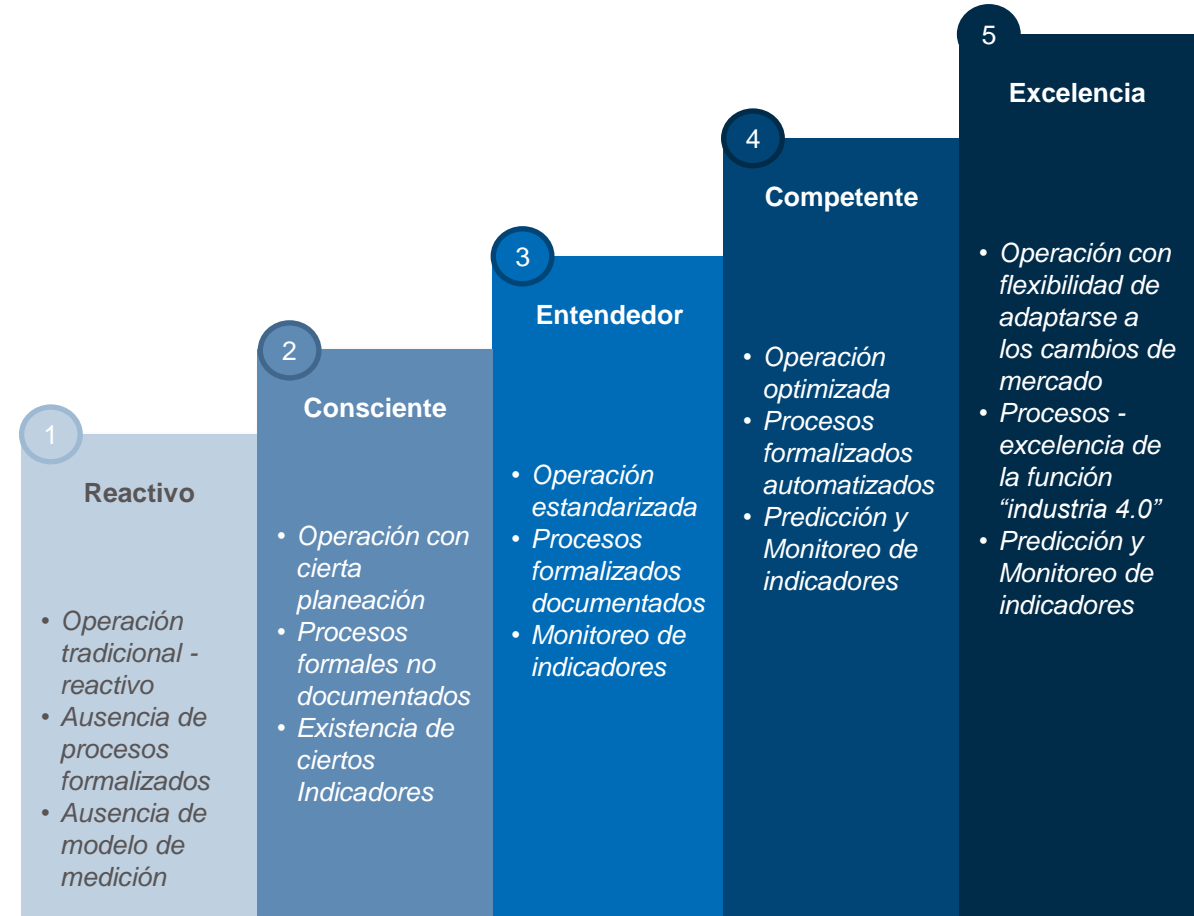 1
Reactivo
• Operación
tradicional -
reactivo
• Ausencia de
procesos
formalizados
• Ausencia de
modelo de
medición
2
Consciente
• Operación con
cierta
planeación
• Procesos
formales no
documentados
• Existencia de
ciertos
Indicadores
3
Entendedor
• Operación
estandarizada
• Procesos
formalizados
documentados
• Monitoreo de
indicadores
4
Competente
• Operación
optimizada
• Procesos
formalizados
automatizados
• Predicción y
Monitoreo de
indicadores
5
Excelencia
• Operación con
flexibilidad de
adaptarse a
los cambios de
mercado
• Procesos -
excelencia de
la función
“industria 4.0”
• Predicción y
Monitoreo de
indicadores